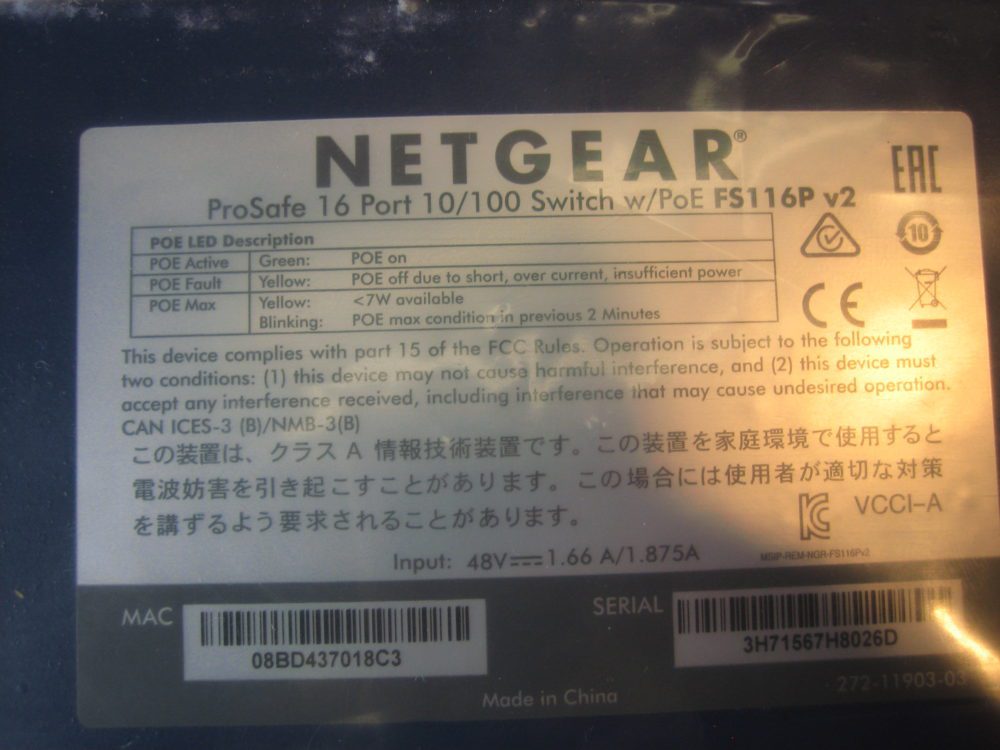 NETGEAR®
EAC
ProSafe 16 Port 10/100 Switch w/PoE FS116P v2
POE LED Description
POE Active Green: POE on
POE Fault Yellow: POE off due to short, over current, insufficient power
POE Max Yellow: <7W available
Blinking: POE max condition in previous 2 Minutes
10
CE
This device complies with part 15 of the FCC Rules. Operation is subject to the following
two conditions: (1) this device may not cause harmful interference, and (2) this device must
accept any interference received, including interference that may cause undesired operation.
CAN ICES-3 (B)/NMB-3(B)
この装置は、クラス A 情報技術装置です。この装置を家庭環境で使用すると
電波妨害を引き起こすことがあります。この場合には使用者が適切な対策
を講ずるよう要求されることがあります。
VCCI-A
Input: 48V⎓1.66 A/1.875A
MSIP-REM-NGR-FS116Pv2
MAC
08BD437018C3
SERIAL
3H71567H8026D
272-11903-03
Made in China